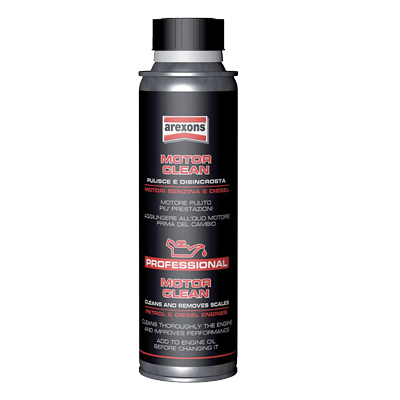 arexons
MOTOR
CLEAN
PULISCE E DISINCROSTA
MOTORI BENZINA E DIESEL
MOTORE PULITO
PIU' PRESTAZIONI
AGGIUNGERE ALL'OLIO MOTORE
PRIMA DEL CAMBIO
PROFESSIONAL
MOTOR
CLEAN
CLEANS AND REMOVES SCALES
PETROL & DIESEL ENGINES
CLEANS THOROUGHLY THE ENGINE
AND IMPROVES PERFORMANCE
ADD TO ENGINE OIL
BEFORE CHANGING IT